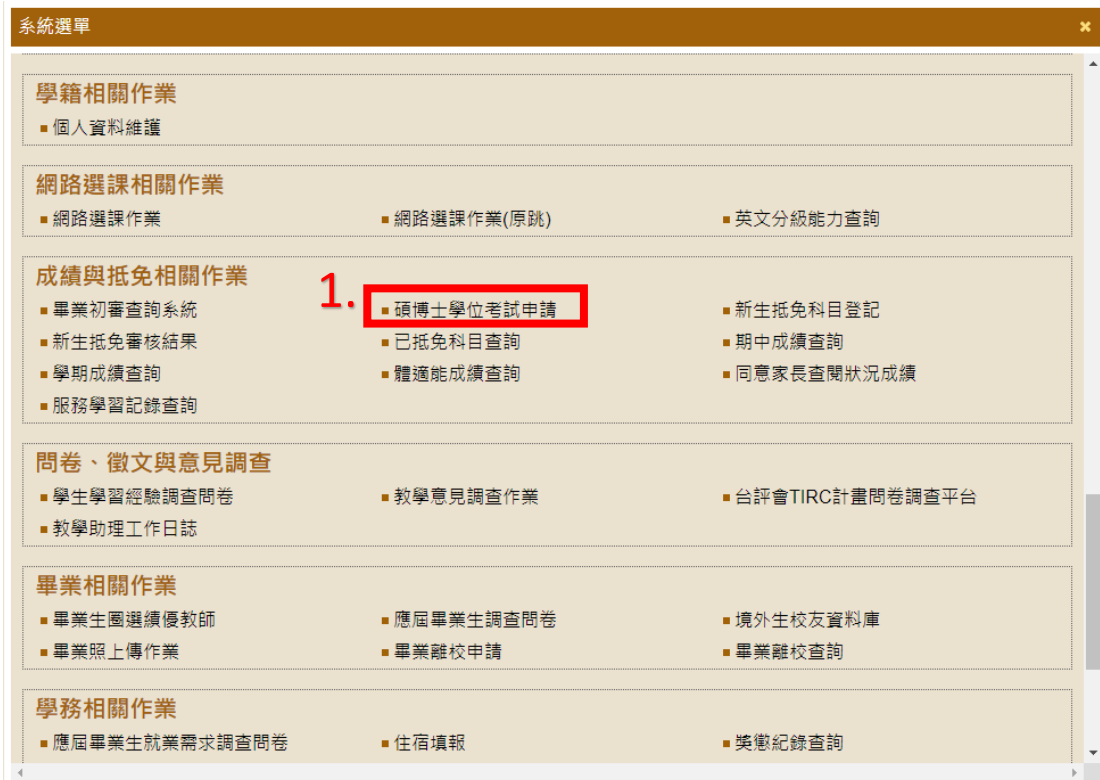 系統選單
學籍相關作業
個人資料維護
網路選課相關作業
網路選課作業 網路選課作業(原跳) 英文分級能力查詢
成績與抵免相關作業
1.
畢業初審查詢系統 碩博士學位考試申請 新生抵免科目登記
新生抵免審核結果 已抵免科目查詢 期中成績查詢
學期成績查詢 體適能成績查詢 同意家長查閱狀況成績
服務學習記錄查詢
問卷、徵文與意見調查
學生學習經驗調查問卷 教學意見調查作業 台評會TIRC計畫問卷調查平台
教學助理工作日誌
畢業相關作業
畢業生圈選績優教師 應屆畢業生調查問卷 境外生校友資料庫
畢業照上傳作業 畢業離校申請 畢業離校查詢
學務相關作業
應屆畢業生就業需求調查問卷 住宿填報 獎懲紀錄查詢